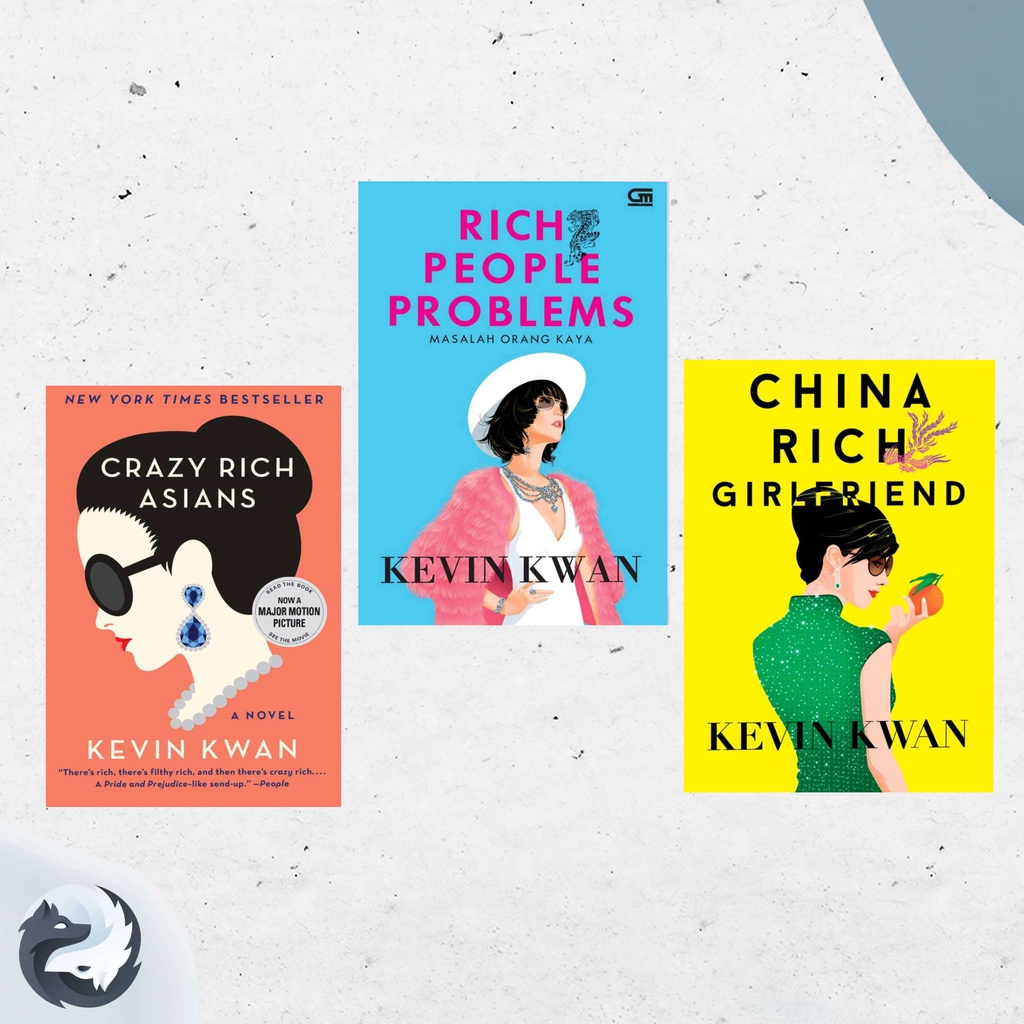 NEW YORK TIMES BESTSELLER
CRAZY RICH
ASIANS
READ THE BOOK
NOW A
MAJOR MOTION
PICTURE
SEE THE MOVIE
A NOVEL
KEVIN KWAN
“There's rich, there's filthy rich, and then there's crazy rich....
A Pride and Prejudice–like send-up.” —People
GM
RICH
PEOPLE
PROBLEMS
MASALAH ORANG KAYA
KEVIN KWAN
CHINA
RICH
GIRLFRIEND
KEVIN KWAN